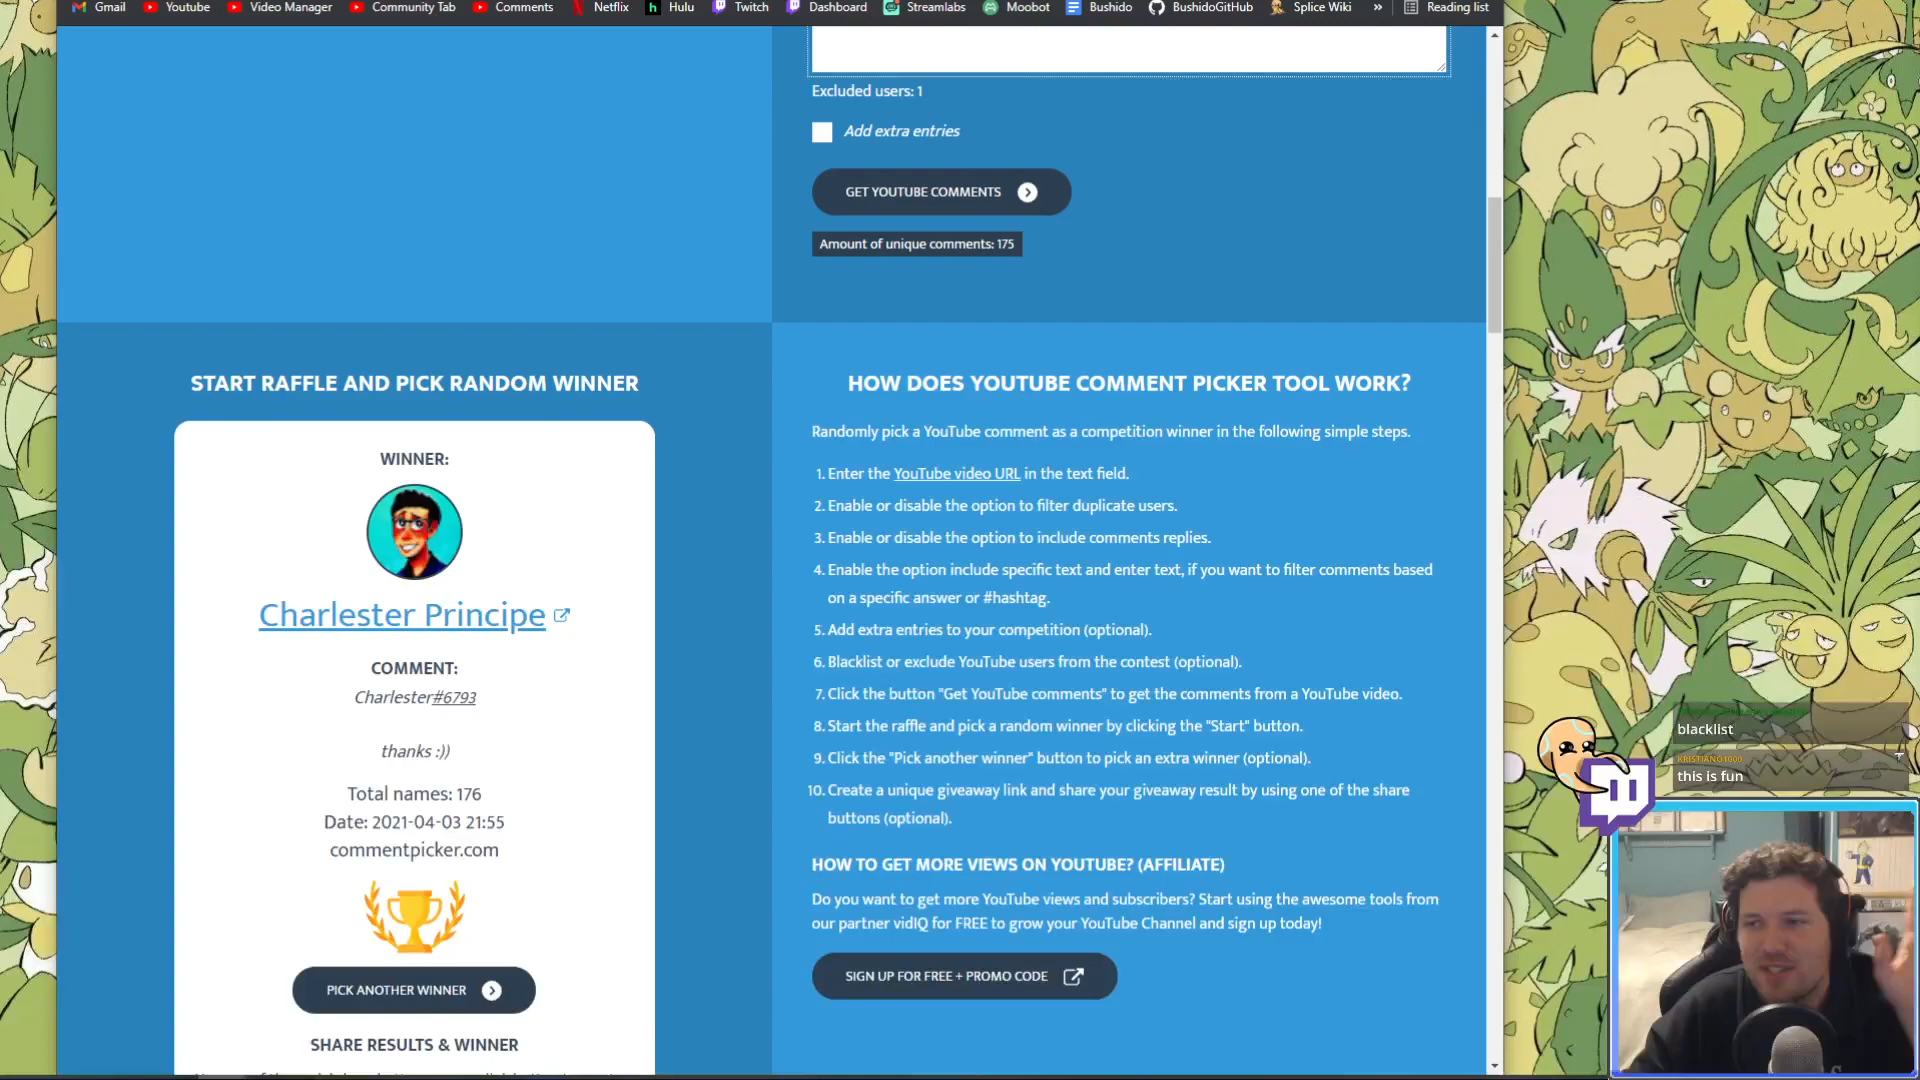 Gmail
Youtube
Video Manager
Community Tab
Comments
Netflix
Hulu
Twitch
Dashboard
Streamlabs
Moobot
Bushido
BushidoGitHub
Splice Wiki
»
Reading list
Excluded users: 1
Add extra entries
GET YOUTUBE COMMENTS
Amount of unique comments: 175
START RAFFLE AND PICK RANDOM WINNER
WINNER:
Charlester Principe
COMMENT:
Charlester#6793
thanks :))
Total names: 176
Date: 2021-04-03 21:55
commentpicker.com
PICK ANOTHER WINNER
SHARE RESULTS & WINNER
HOW DOES YOUTUBE COMMENT PICKER TOOL WORK?
Randomly pick a YouTube comment as a competition winner in the following simple steps.
1. Enter the YouTube video URL in the text field.
2. Enable or disable the option to filter duplicate users.
3. Enable or disable the option to include comments replies.
4. Enable the option include specific text and enter text, if you want to filter comments based
on a specific answer or #hashtag.
5. Add extra entries to your competition (optional).
6. Blacklist or exclude YouTube users from the contest (optional).
7. Click the button "Get YouTube comments" to get the comments from a YouTube video.
8. Start the raffle and pick a random winner by clicking the "Start" button.
9. Click the "Pick another winner" button to pick an extra winner (optional).
10. Create a unique giveaway link and share your giveaway result by using one of the share
buttons (optional).
HOW TO GET MORE VIEWS ON YOUTUBE? (AFFILIATE)
Do you want to get more YouTube views and subscribers? Start using the awesome tools from
our partner vidIQ for FREE to grow your YouTube Channel and sign up today!
SIGN UP FOR FREE + PROMO CODE
blacklist
KRISTIANO1000
this is fun